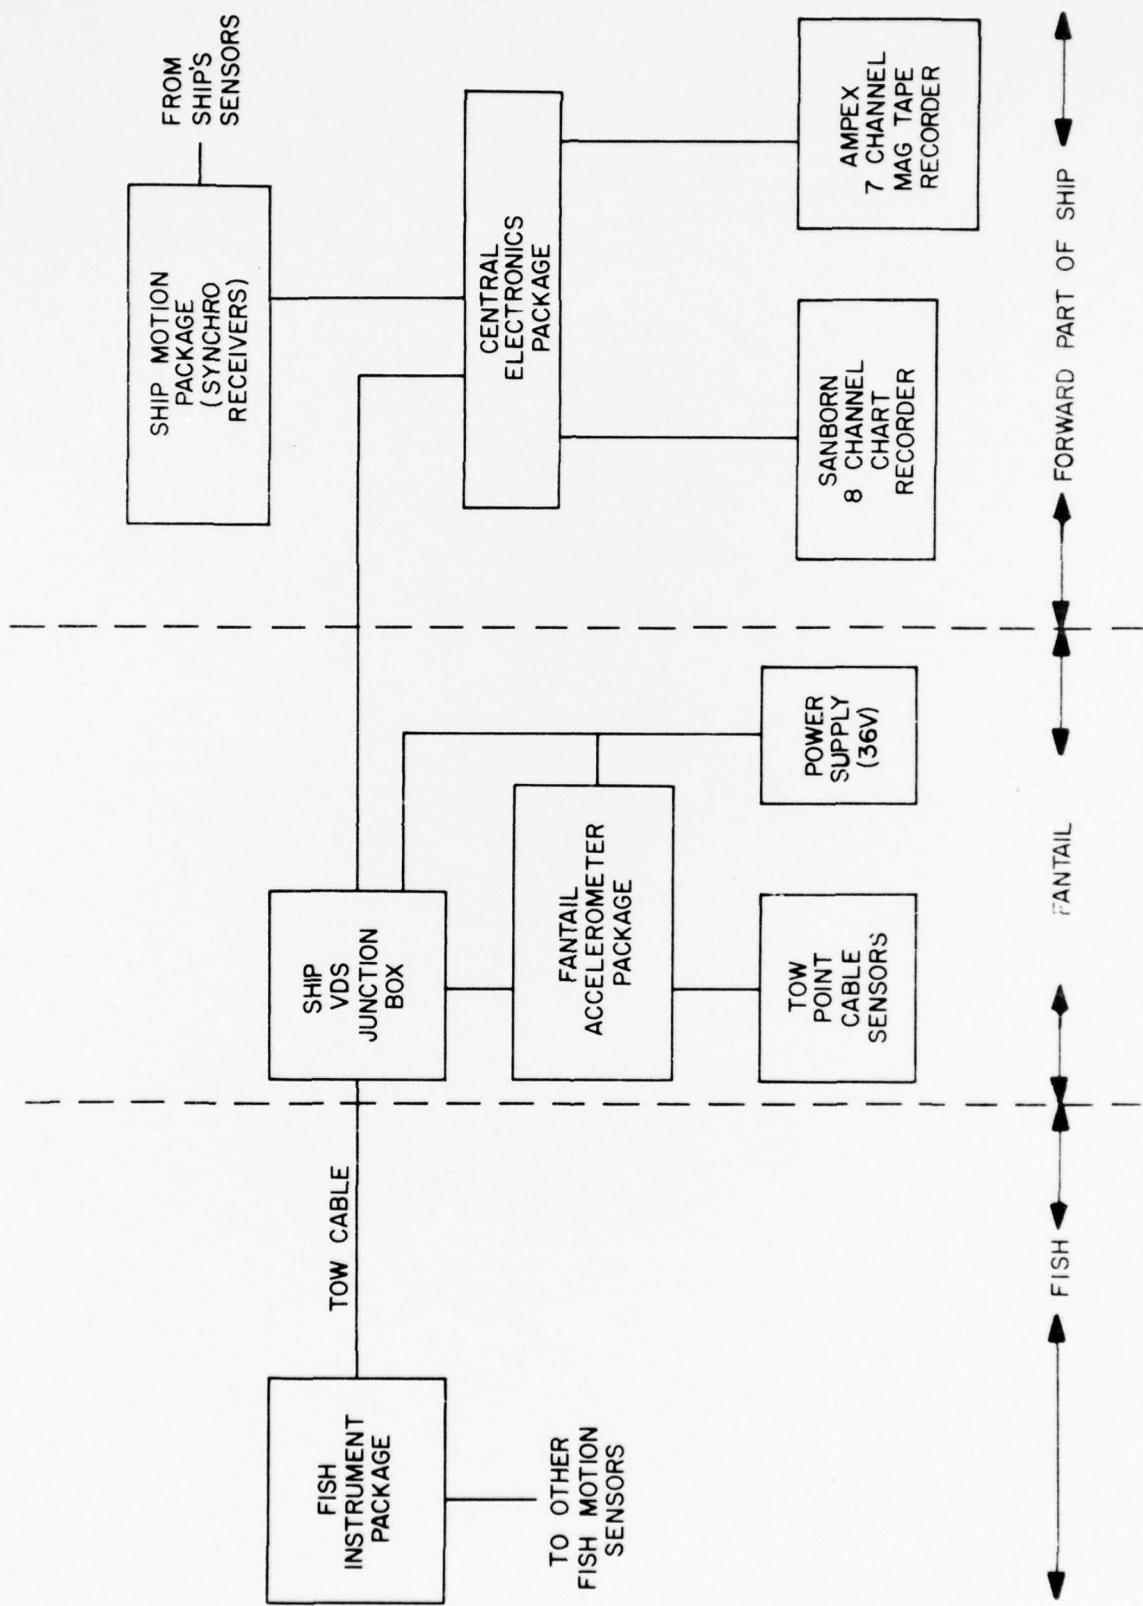 FROM
SHIP'S
SENSORS
SHIP MOTION
PACKAGE
(SYNCHRO
RECEIVERS)
CENTRAL
ELECTRONICS
PACKAGE
SANBORN
8 CHANNEL
CHART
RECORDER
AMPEX
7 CHANNEL
MAG TAPE
RECORDER
FORWARD PART OF SHIP
SHIP
VDS
JUNCTION
BOX
FANTAIL
ACCELEROMETER
PACKAGE
POWER
SUPPLY
(36V)
TOW
POINT
CABLE
SENSORS
FANTAIL
TOW CABLE
FISH
INSTRUMENT
PACKAGE
TO OTHER
FISH MOTION
SENSORS
FISH